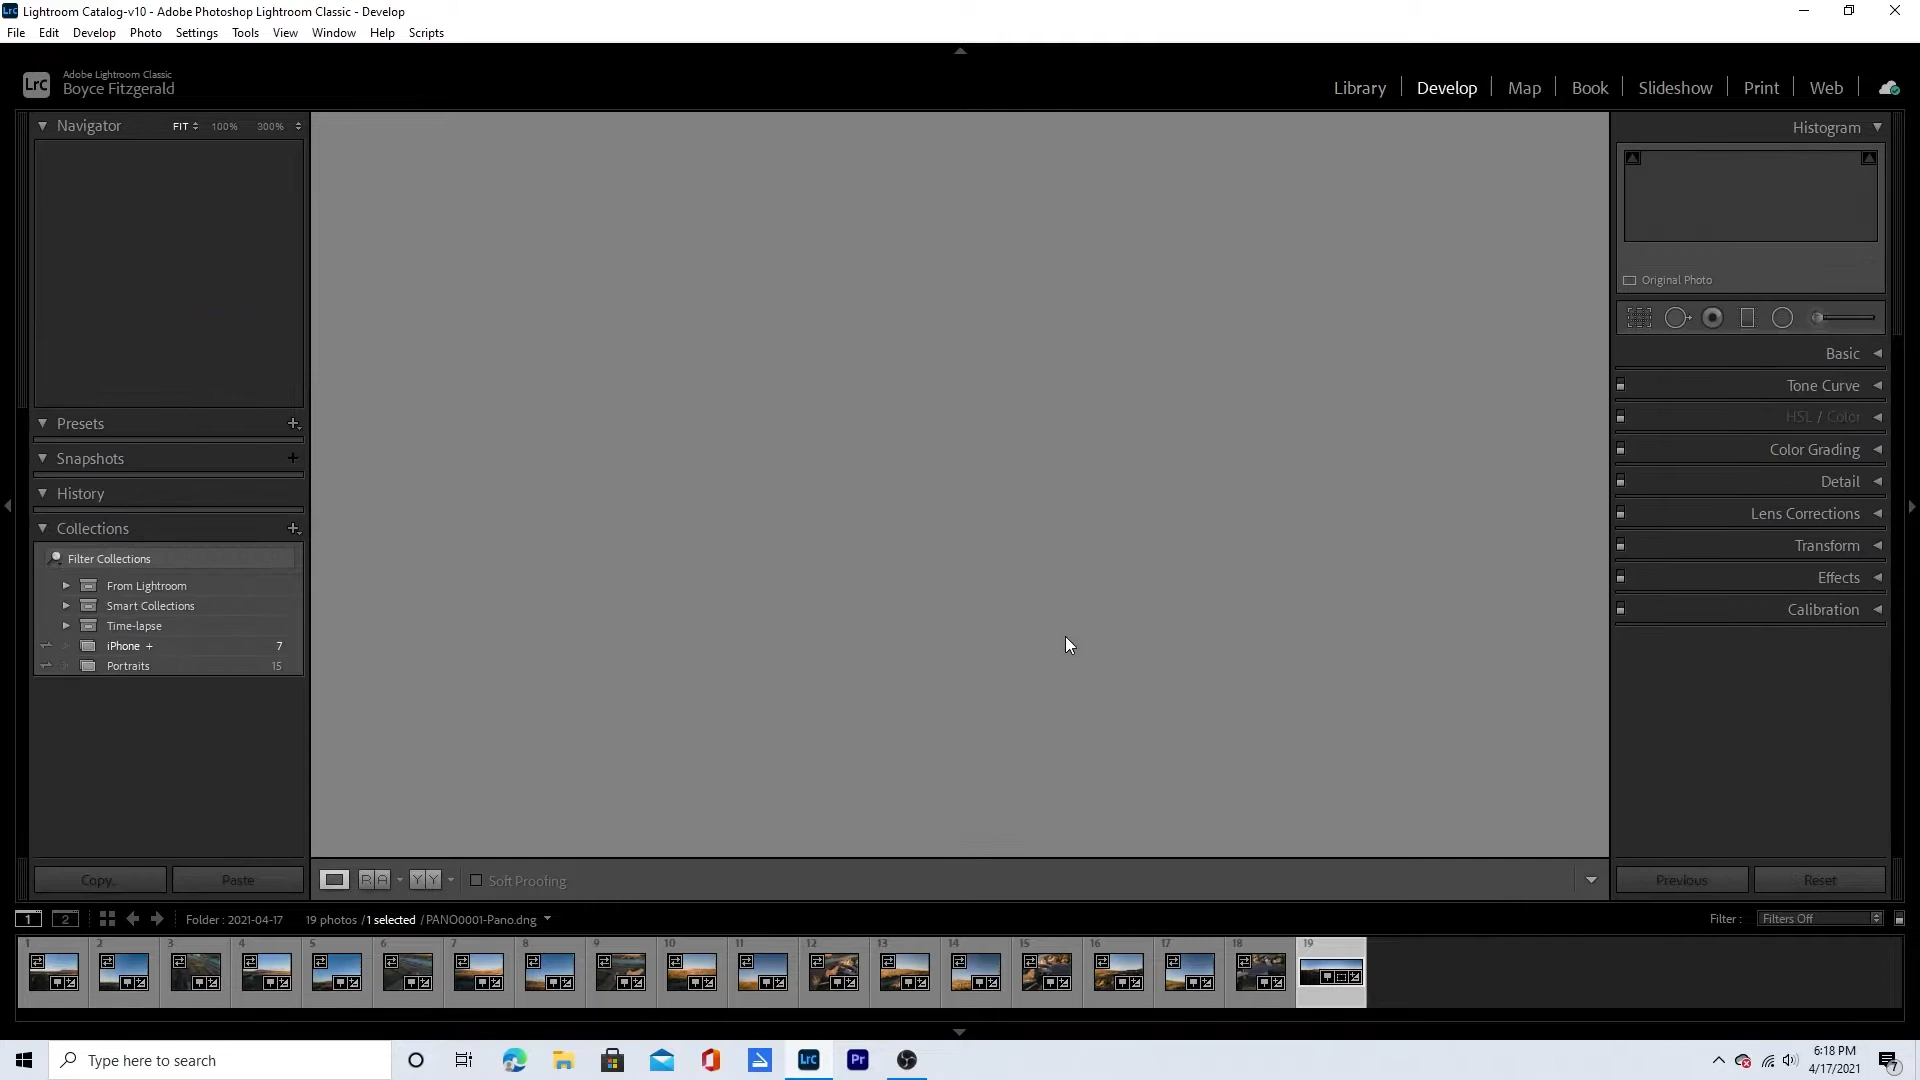 Lightroom Catalog-v10 - Adobe Photoshop Lightroom Classic - Develop
File Edit Develop Photo Settings Tools View Window Help Scripts
LrC Adobe Lightroom Classic
Boyce Fitzgerald
Library Develop Map Book Slideshow Print Web
Navigator FIT 100% 300%
Histogram
Original Photo
Basic
Tone Curve
HSL / Color
Color Grading
Detail
Lens Corrections
Transform
Effects
Calibration
Presets
Snapshots
History
Collections
Filter Collections
From Lightroom
Smart Collections
Time-lapse
iPhone + 7
Portraits 15
Copy... Paste
R A Y Y Soft Proofing
Previous Reset
1 2 Folder : 2021-04-17 19 photos / 1 selected / PANO0001-Pano.dng
Filter : Filters Off
1 2 3 4 5 6 7 8 9 10 11 12 13 14 15 16 17 18 19
Type here to search
Lrc Pr
6:18 PM
4/17/2021
7